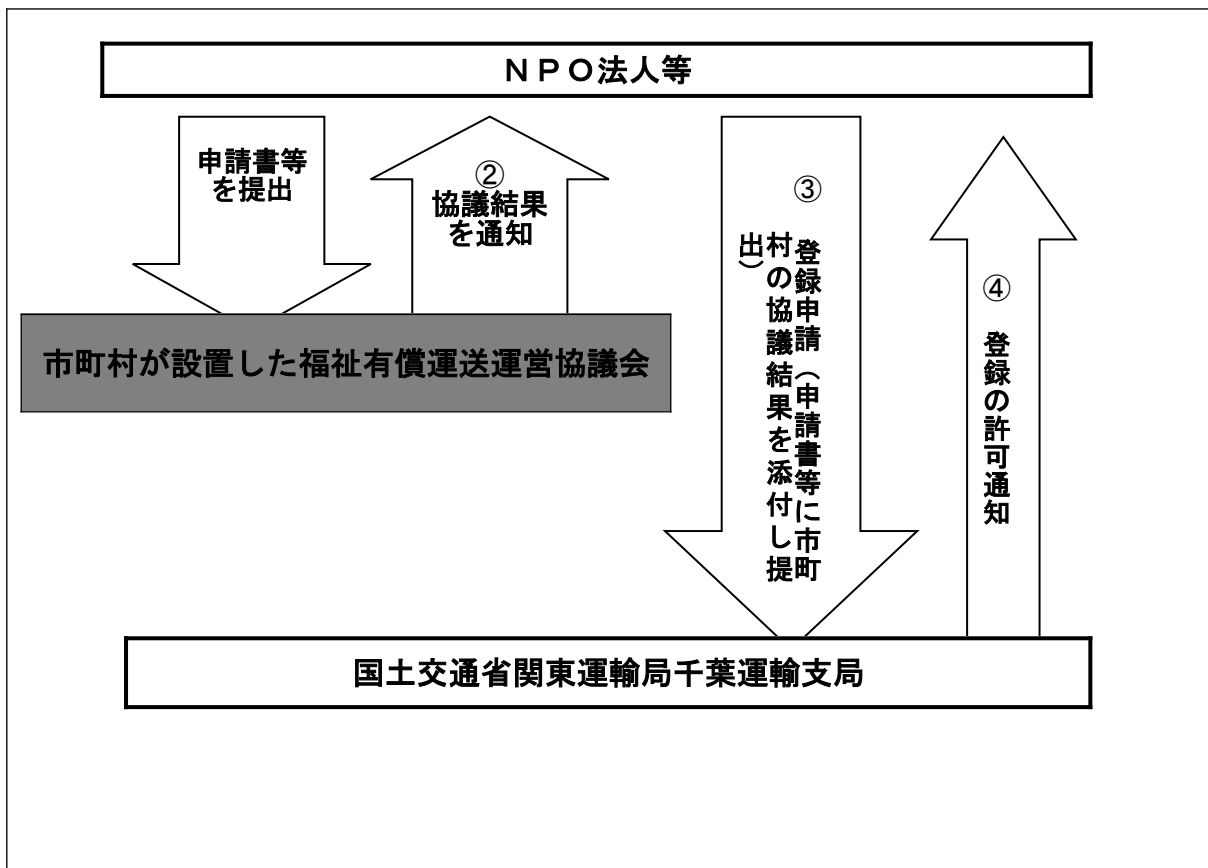 NPO法人等
申請書等
を提出
②
協議結果
を通知
③
登録申請（申請書等に市町
村の協議結果を添付し提
出）
④
登録の許可通知
市町村が設置した福祉有償運送運営協議会
国土交通省関東運輸局千葉運輸支局